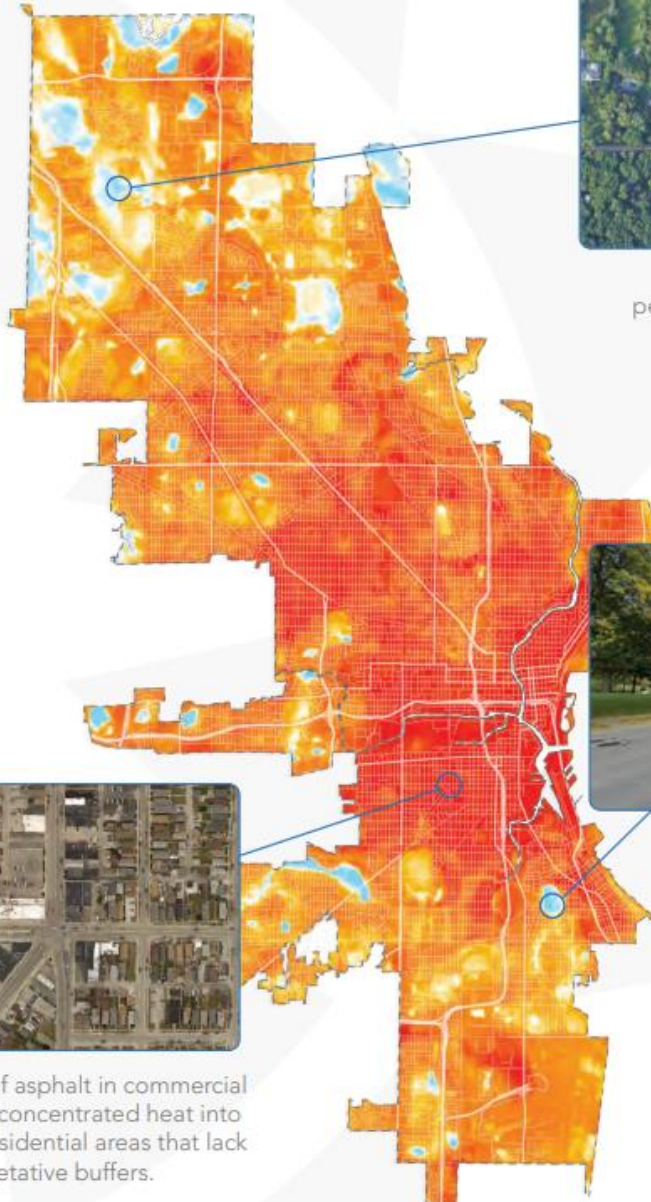 pe
f asphalt in commercial
concentrated heat into
sidential areas that lack
etative buffers.